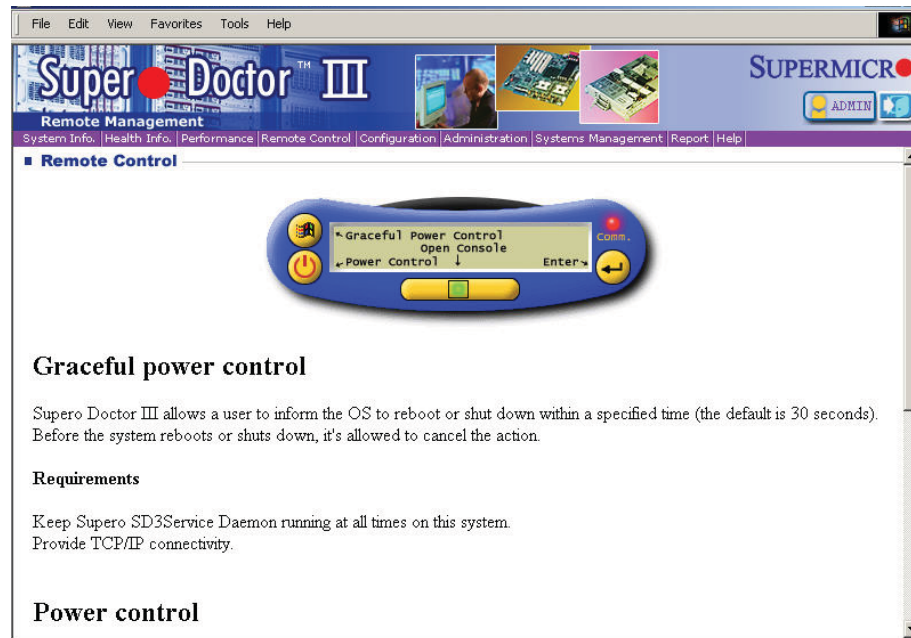 File Edit View Favorites Tools Help
Super Doctor™ III
SUPERMICR
Remote Management
ADMIN
System Info. Health Info. Performance Remote Control Configuration Administration Systems Management Report Help
Remote Control
Graceful Power Control
Open Console
Power Control ↓ Enter
Comm.
Graceful power control
Supero Doctor III allows a user to inform the OS to reboot or shut down within a specified time (the default is 30 seconds).
Before the system reboots or shuts down, it's allowed to cancel the action.
Requirements
Keep Supero SD3Service Daemon running at all times on this system.
Provide TCP/IP connectivity.
Power control